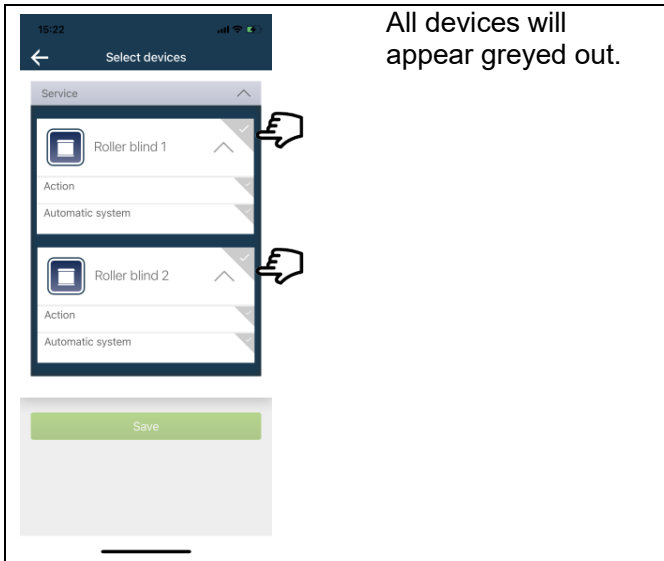 15:22
Select devices
Service
Roller blind 1
Action
Automatic system
Roller blind 2
Action
Automatic system
Save
All devices will
appear greyed out.